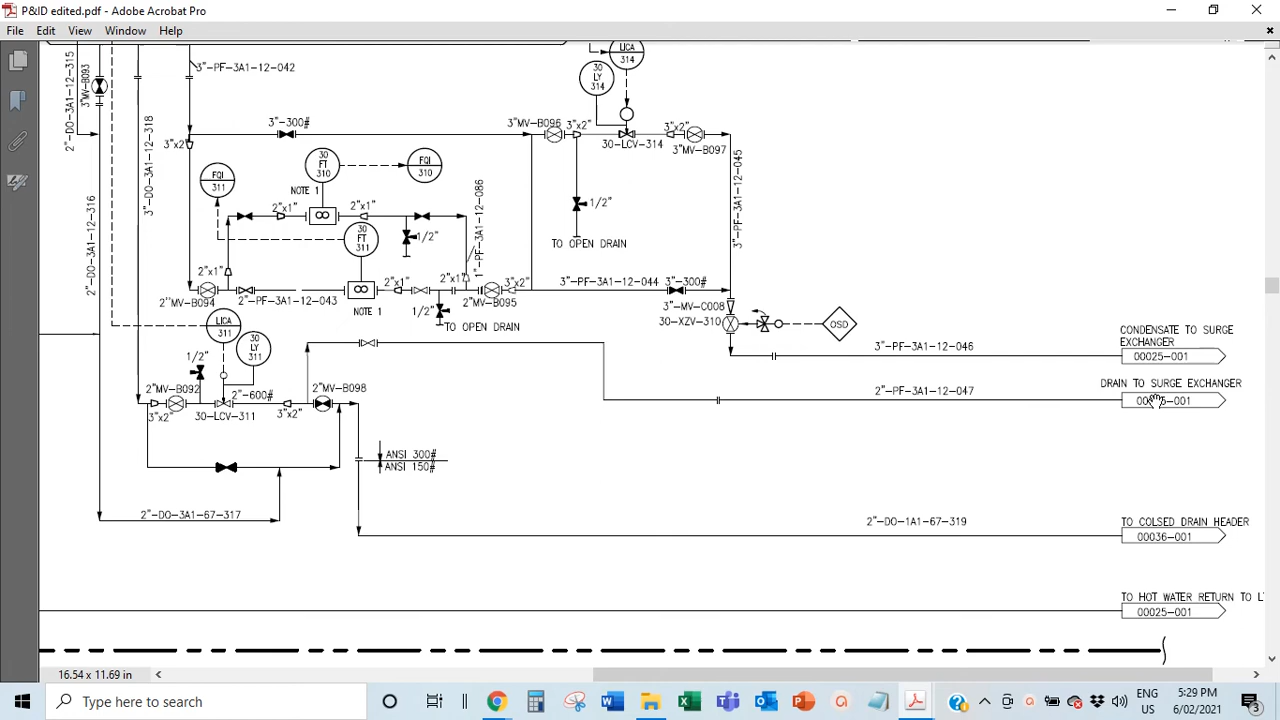 P&ID edited.pdf - Adobe Acrobat Pro
File Edit View Window Help
2"-DO-3A1-12-315
3"MV-B093
3"-PF-3A1-12-042
LICA
314
30
LY
314
3"-300#
3"MV-B096
3"x2"
3"x2"
30-LCV-314
3"MV-B097
3"x2
3"-DO-3A1-12-318
FQI
311
30
FT
310
FQI
310
NOTE 1
2"x1"
2"x1"
1"-PF-3A1-12-086
1/2"
TO OPEN DRAIN
3"-PF-3A1-12-045
2"-DO-3A1-12-316
30
FT
311
1/2"
2"x1"
2"x1"
2"x1"
3"x2"
3"-PF-3A1-12-044
3"-300#
2"MV-B094
2"-PF-3A1-12-043
NOTE 1
1/2"
2"MV-B095
TO OPEN DRAIN
3"-MV-C008
30-XZV-310
OSD
LICA
311
30
LY
311
1/2"
CONDENSATE TO SURGE
EXCHANGER
3"-PF-3A1-12-046
00025-001
DRAIN TO SURGE EXCHANGER
2"-PF-3A1-12-047
2"MV-B092
2"-600#
2"MV-B098
3"x2"
30-LCV-311
3"x2"
ANSI 300#
ANSI 150#
2"-DO-3A1-67-317
2"-DO-1A1-67-319
TO COLSED DRAIN HEADER
00036-001
TO HOT WATER RETURN TO
00025-001
16.54 x 11.69 in
Type here to search
ENG
IE
5:29 PM
6/02/2021
3